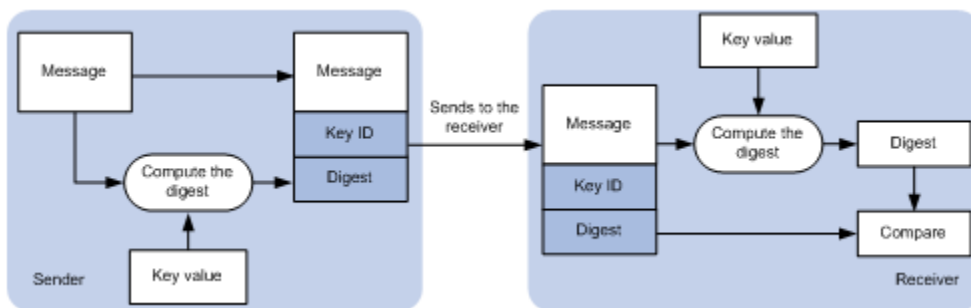 Message
Message
Key ID
Digest
Compute the
digest
Key value
Sender
Sends to the
receiver
Key value
Message
Key ID
Digest
Compute the
digest
Digest
Compare
Receiver